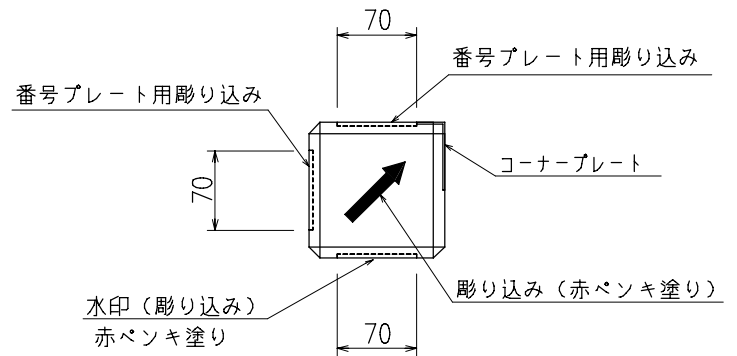 70
番号プレート用彫り込み
番号プレート用彫り込み
コーナープレート
70
彫り込み（赤ペンキ塗り）
水印（彫り込み）
赤ペンキ塗り
70